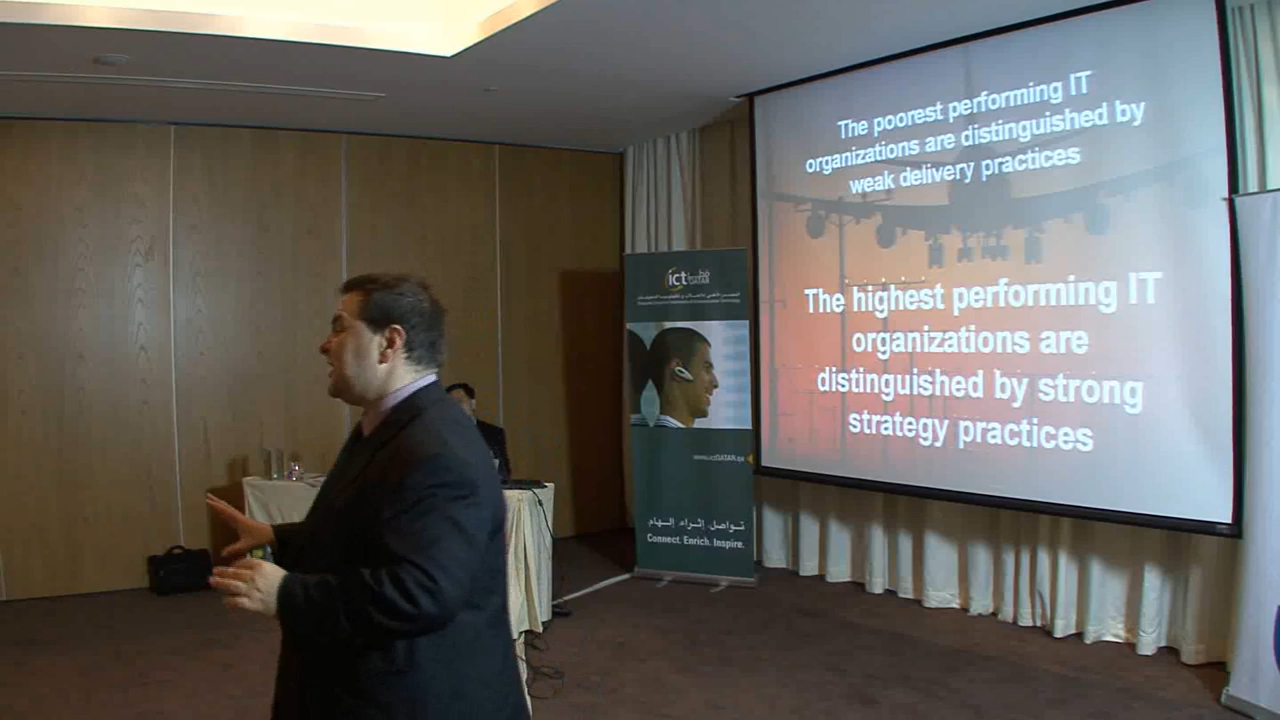 The poorest performing IT
organizations are distinguished by
weak delivery practices
The highest performing IT
organizations are
distinguished by strong
strategy practices
ict
QATAR
www.ictQATAR.qa
تواصل. إثراء. إلهام.
Connect. Enrich. Inspire.